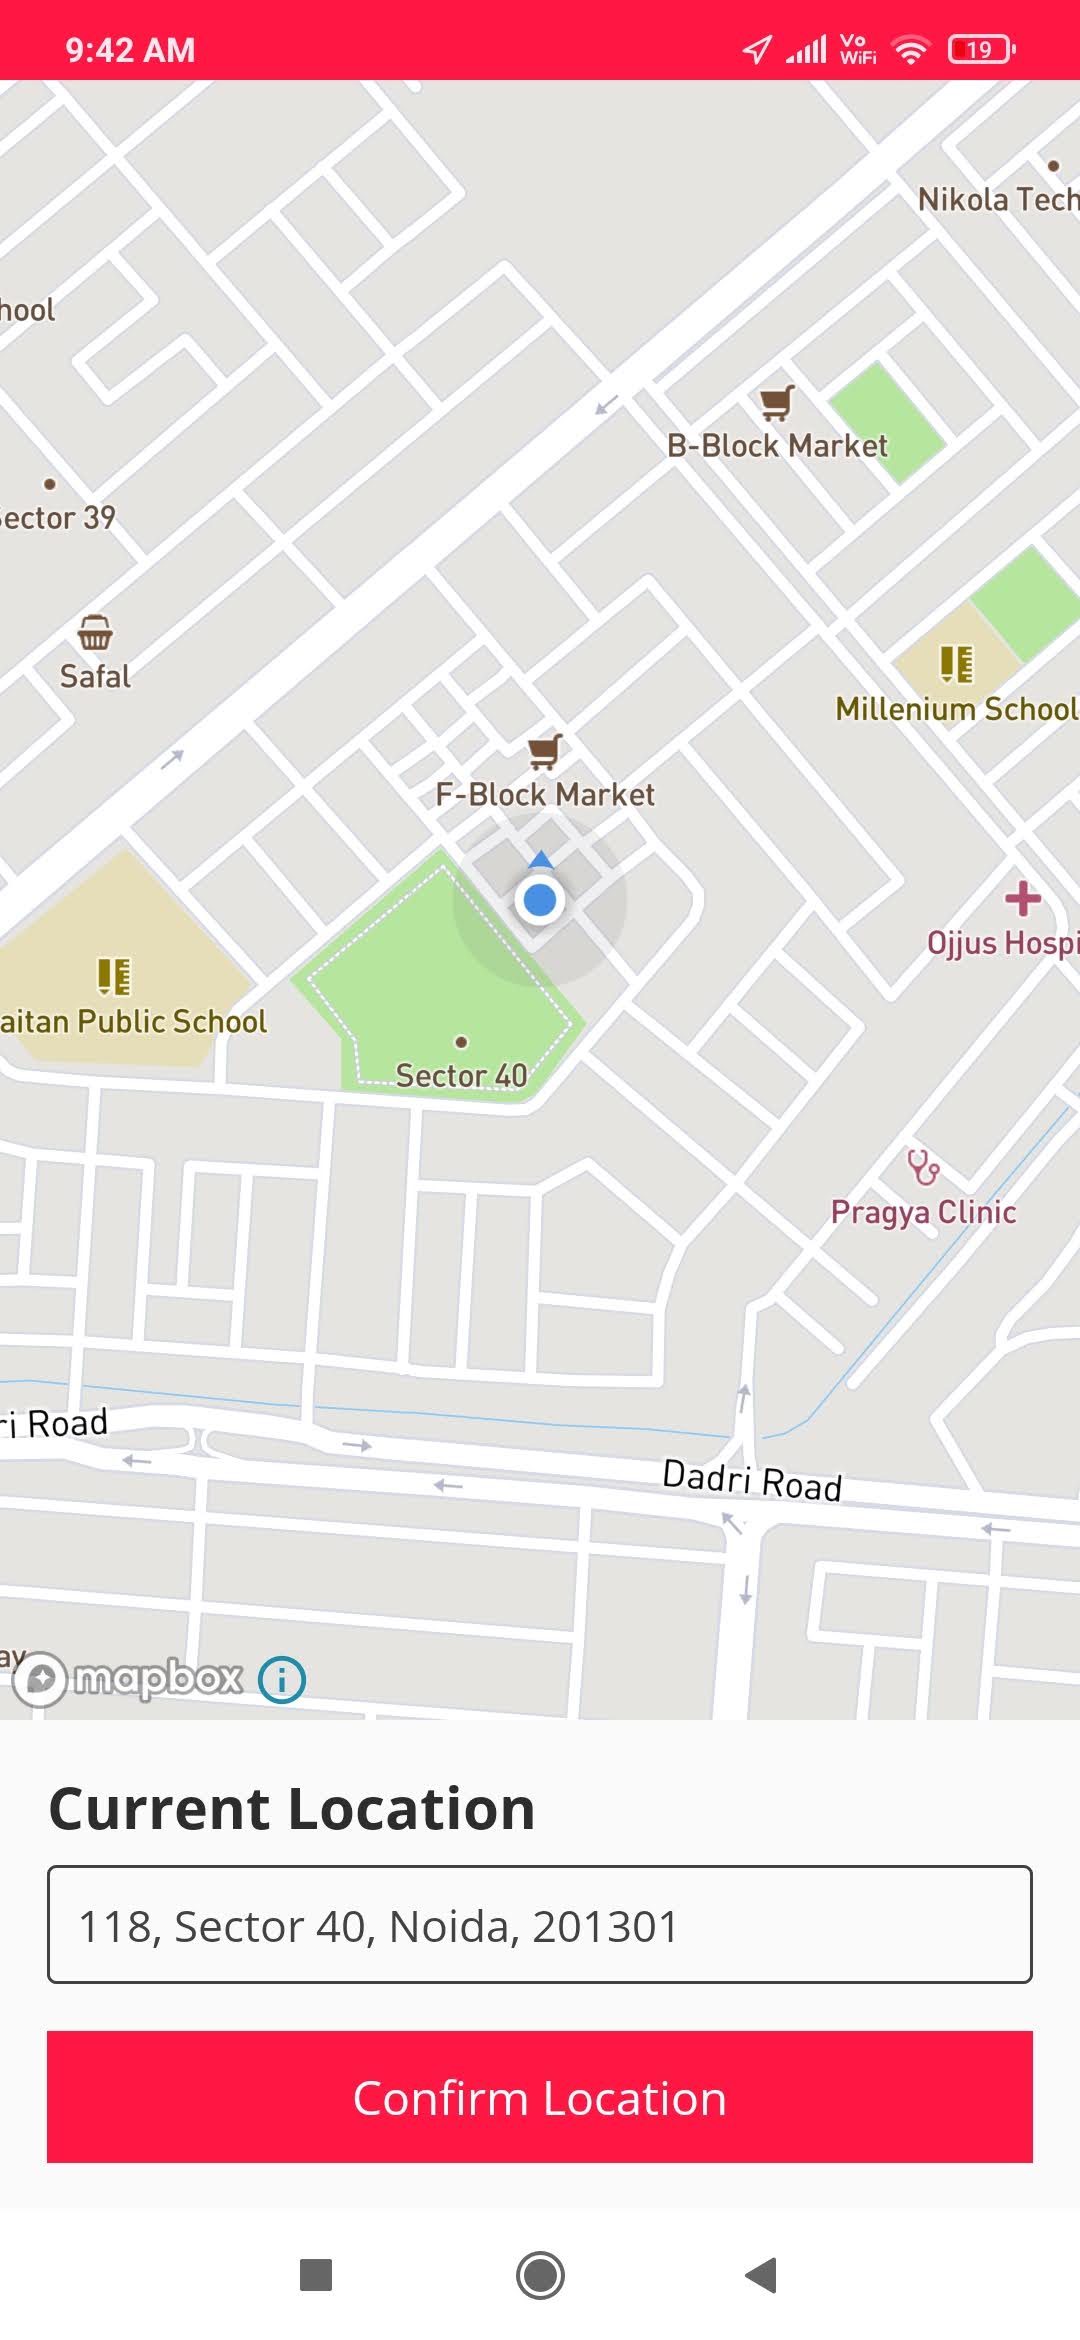 9:42 AM
Vo
WiFi
19
Nikola Tech
hool
B-Block Market
ector 39
Safal
Millenium School
F-Block Market
Ojjus Hospi
aitan Public School
Sector 40
Pragya Clinic
ri Road
Dadri Road
ay
mapbox
Current Location
118, Sector 40, Noida, 201301
Confirm Location